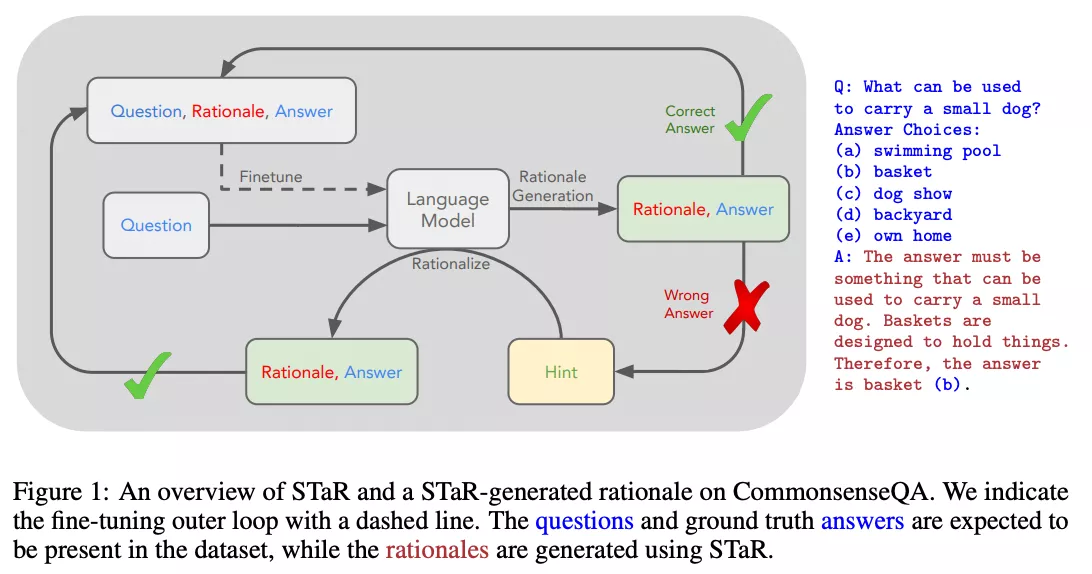 Question, Rationale, Answer
Finetune
Question
Language
Model
Rationale
Generation
Correct
Answer
Rationale, Answer
Wrong
Answer
Rationalize
Rationale, Answer
Hint
Q: What can be used
to carry a small dog?
Answer Choices:
(a) swimming pool
(b) basket
(c) dog show
(d) backyard
(e) own home
A: The answer must be
something that can be
used to carry a small
dog. Baskets are
designed to hold things.
Therefore, the answer
is basket (b).
Figure 1: An overview of STaR and a STaR-generated rationale on CommonsenseQA. We indicate
the fine-tuning outer loop with a dashed line. The questions and ground truth answers are expected to
be present in the dataset, while the rationales are generated using STaR.